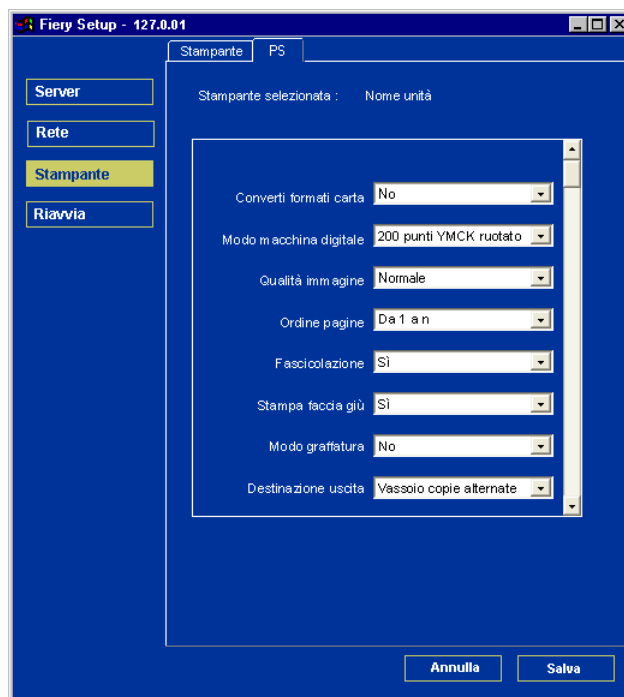 Fiery Setup - 127.0.01
Stampante PS
Server
Rete
Stampante
Riavvia
Stampante selezionata : Nome unità
Converti formati carta No
Modo macchina digitale 200 punti YMCK ruotato
Qualità immagine Normale
Ordine pagine Da 1 a n
Fascicolazione Sì
Stampa faccia giù Sì
Modo graffatura No
Destinazione uscita Vassoio copie alternate
Annulla Salva